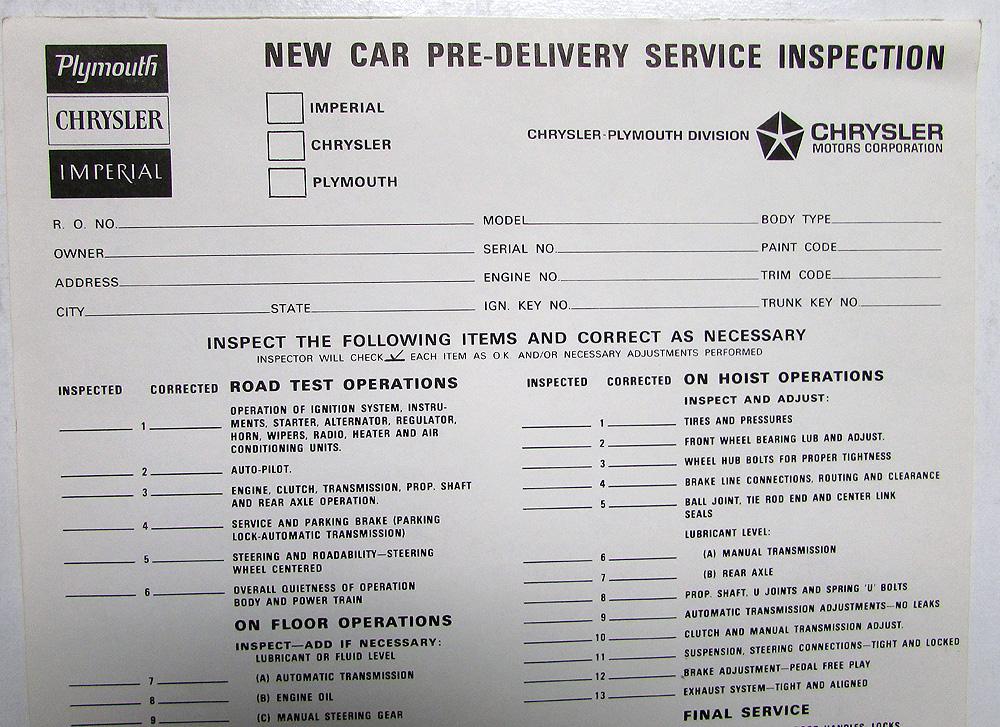 Plymouth
CHRYSLER
IMPERIAL
NEW CAR PRE-DELIVERY SERVICE INSPECTION
IMPERIAL
CHRYSLER
PLYMOUTH
CHRYSLER-PLYMOUTH DIVISION
CHRYSLER
MOTORS CORPORATION
R. O. NO. MODEL BODY TYPE
OWNER SERIAL NO. PAINT CODE
ADDRESS ENGINE NO. TRIM CODE
CITY STATE IGN. KEY NO. TRUNK KEY NO.
INSPECT THE FOLLOWING ITEMS AND CORRECT AS NECESSARY
INSPECTOR WILL CHECK ✓ EACH ITEM AS O.K. AND/OR NECESSARY ADJUSTMENTS PERFORMED
INSPECTED CORRECTED ROAD TEST OPERATIONS
1 OPERATION OF IGNITION SYSTEM, INSTRU-
MENTS, STARTER, ALTERNATOR, REGULATOR,
HORN, WIPERS, RADIO, HEATER AND AIR
CONDITIONING UNITS.
2 AUTO-PILOT.
3 ENGINE, CLUTCH, TRANSMISSION, PROP. SHAFT
AND REAR AXLE OPERATION.
4 SERVICE AND PARKING BRAKE (PARKING
LOCK-AUTOMATIC TRANSMISSION)
5 STEERING AND ROADABILITY—STEERING
WHEEL CENTERED
6 OVERALL QUIETNESS OF OPERATION
BODY AND POWER TRAIN
ON FLOOR OPERATIONS
INSPECT—ADD IF NECESSARY:
LUBRICANT OR FLUID LEVEL
7 (A) AUTOMATIC TRANSMISSION
8 (B) ENGINE OIL
9 (C) MANUAL STEERING GEAR
INSPECTED CORRECTED ON HOIST OPERATIONS
INSPECT AND ADJUST:
1 TIRES AND PRESSURES
2 FRONT WHEEL BEARING LUB AND ADJUST.
3 WHEEL HUB BOLTS FOR PROPER TIGHTNESS
4 BRAKE LINE CONNECTIONS, ROUTING AND CLEARANCE
5 BALL JOINT, TIE ROD END AND CENTER LINK
SEALS
LUBRICANT LEVEL:
6 (A) MANUAL TRANSMISSION
7 (B) REAR AXLE
8 PROP. SHAFT, U JOINTS AND SPRING 'U' BOLTS
9 AUTOMATIC TRANSMISSION ADJUSTMENTS—NO LEAKS
10 CLUTCH AND MANUAL TRANSMISSION ADJUST.
11 SUSPENSION, STEERING CONNECTIONS—TIGHT AND LOCKED
12 BRAKE ADJUSTMENT—PEDAL FREE PLAY
13 EXHAUST SYSTEM—TIGHT AND ALIGNED
FINAL SERVICE
HANDLES, LOCKS